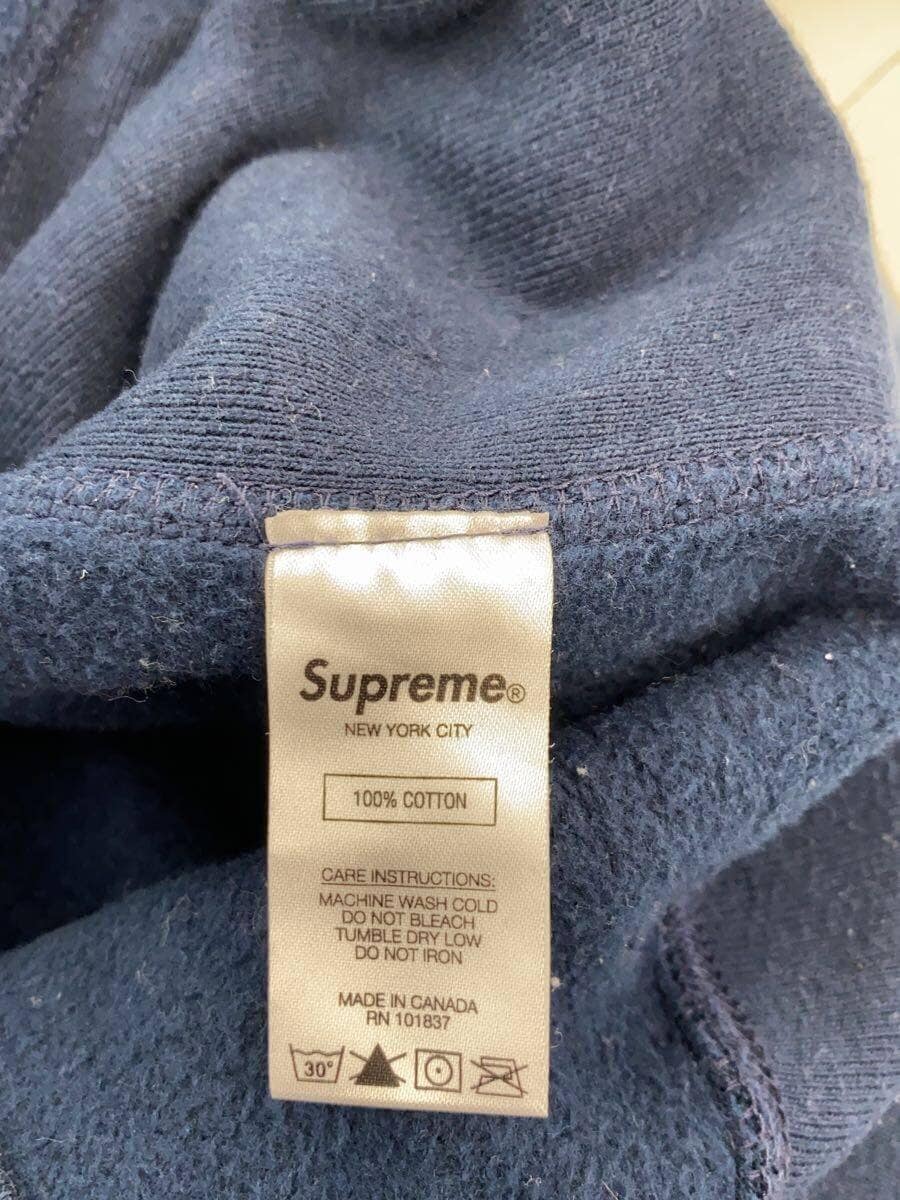 Supreme®
NEW YORK CITY
100% COTTON
CARE INSTRUCTIONS:
MACHINE WASH COLD
DO NOT BLEACH
TUMBLE DRY LOW
DO NOT IRON
MADE IN CANADA
RN 101837
30°